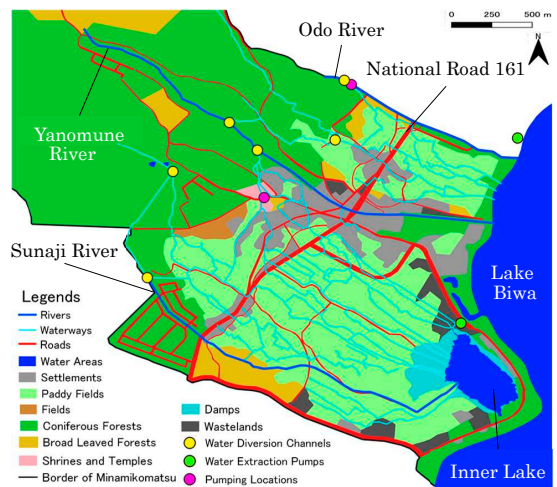 0 250 500 m
N
Odo River
National Road 161
Yanomune
River
Sunaji River
Lake
Biwa
Inner Lake
Legends
Rivers
Waterways
Roads
Water Areas
Settlements
Paddy Fields
Fields
Coniferous Forests
Broad Leaved Forests
Shrines and Temples
Border of Minamikomatsu
Damps
Wastelands
Water Diversion Channels
Water Extraction Pumps
Pumping Locations